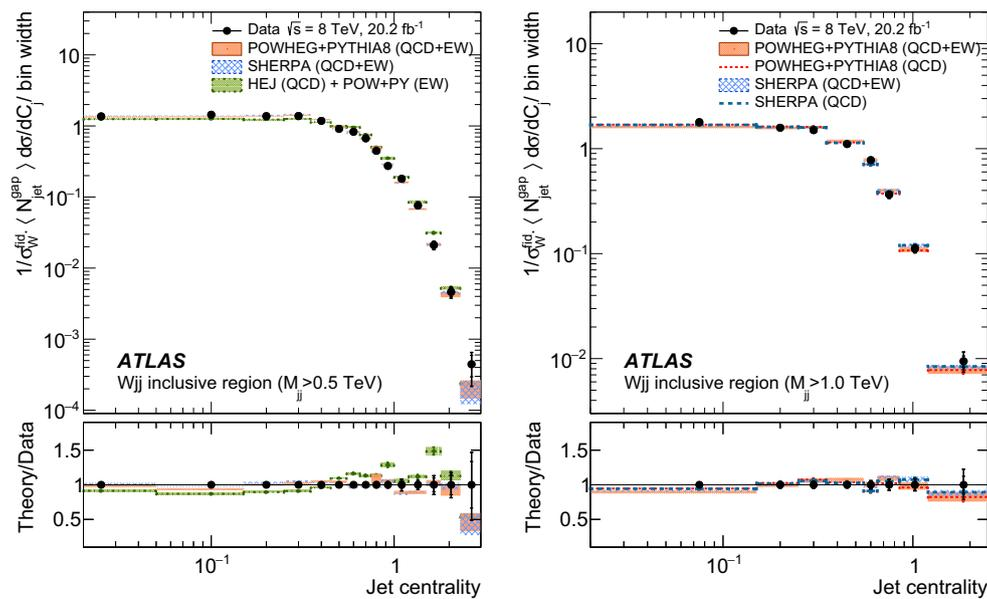 1/σ_W^fid. ⟨ N_jet^gap ⟩ dσ/dC_j/ bin width
10
1
10⁻¹
10⁻²
10⁻³
10⁻⁴
Data √s = 8 TeV, 20.2 fb⁻¹
POWHEG+PYTHIA8 (QCD+EW)
SHERPA (QCD+EW)
HEJ (QCD) + POW+PY (EW)
ATLAS
Wjj inclusive region (M_jj >0.5 TeV)
Theory/Data
1.5
1
0.5
10⁻¹ 1
Jet centrality
1/σ_W^fid. ⟨ N_jet^gap ⟩ dσ/dC_j/ bin width
10
1
10⁻¹
10⁻²
Data √s = 8 TeV, 20.2 fb⁻¹
POWHEG+PYTHIA8 (QCD+EW)
POWHEG+PYTHIA8 (QCD)
SHERPA (QCD+EW)
SHERPA (QCD)
ATLAS
Wjj inclusive region (M_jj >1.0 TeV)
Theory/Data
1.5
1
0.5
10⁻¹ 1
Jet centrality